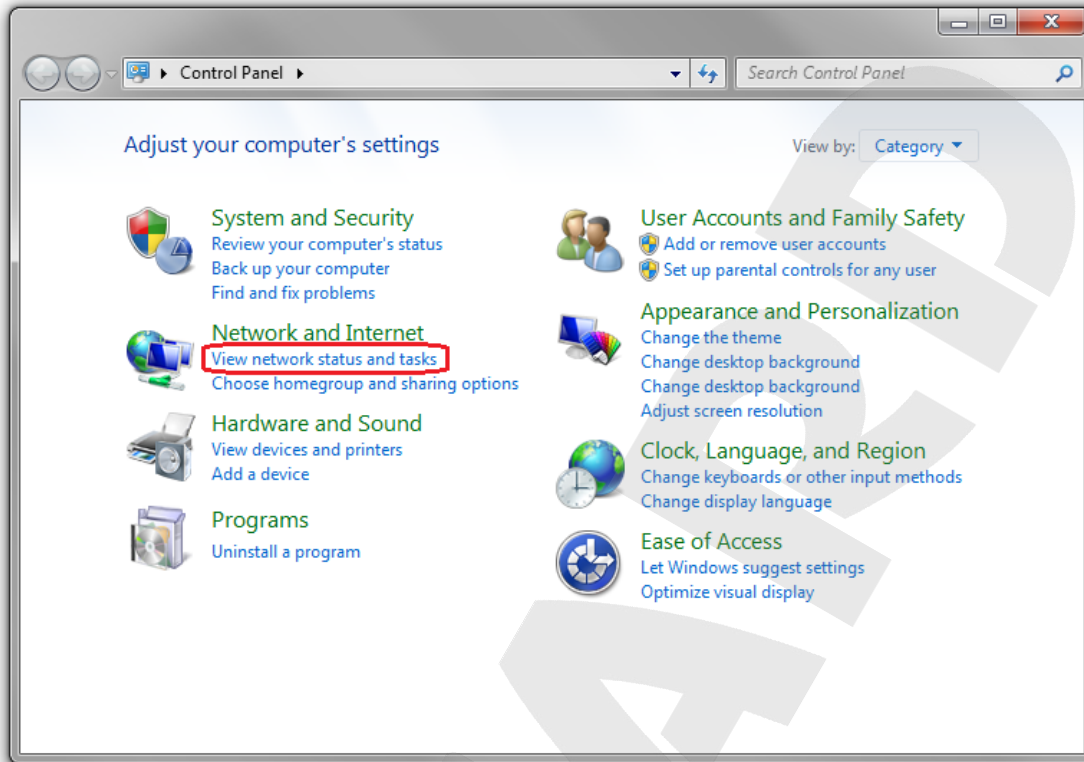 Control Panel
Search Control Panel
Adjust your computer's settings
View by: Category
System and Security
Review your computer's status
Back up your computer
Find and fix problems
Network and Internet
View network status and tasks
Choose homegroup and sharing options
Hardware and Sound
View devices and printers
Add a device
Programs
Uninstall a program
User Accounts and Family Safety
Add or remove user accounts
Set up parental controls for any user
Appearance and Personalization
Change the theme
Change desktop background
Change desktop background
Adjust screen resolution
Clock, Language, and Region
Change keyboards or other input methods
Change display language
Ease of Access
Let Windows suggest settings
Optimize visual display
ARD